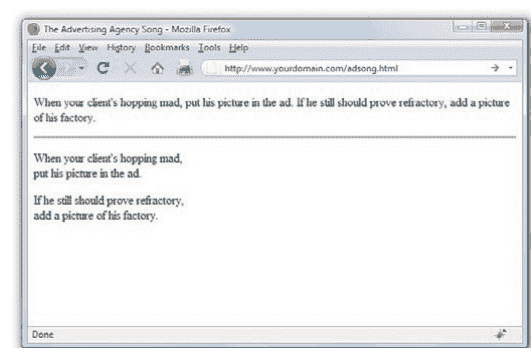 The Advertising Agency Song - Mozilla Firefox
File Edit View History Bookmarks Tools Help
http://www.yourdomain.com/adsong.html
When your client's hopping mad, put his picture in the ad. If he still should prove refractory, add a picture
of his factory.
When your client's hopping mad,
put his picture in the ad.
If he still should prove refractory,
add a picture of his factory.
Done